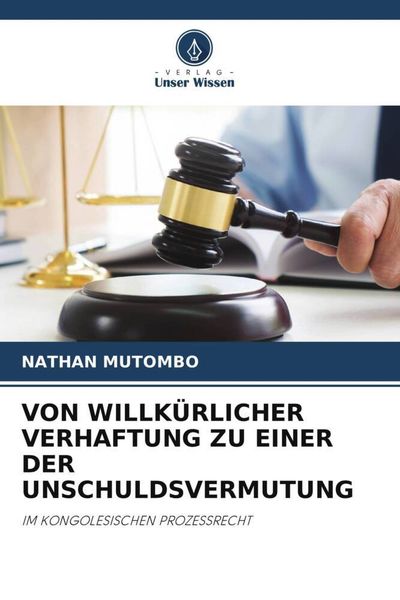 - VERLAG -
Unser Wissen
NATHAN MUTOMBO
VON WILLKÜRLICHER
VERHAFTUNG ZU EINER
DER
UNSCHULDSVERMUTUNG
IM KONGOLESISCHEN PROZESSRECHT